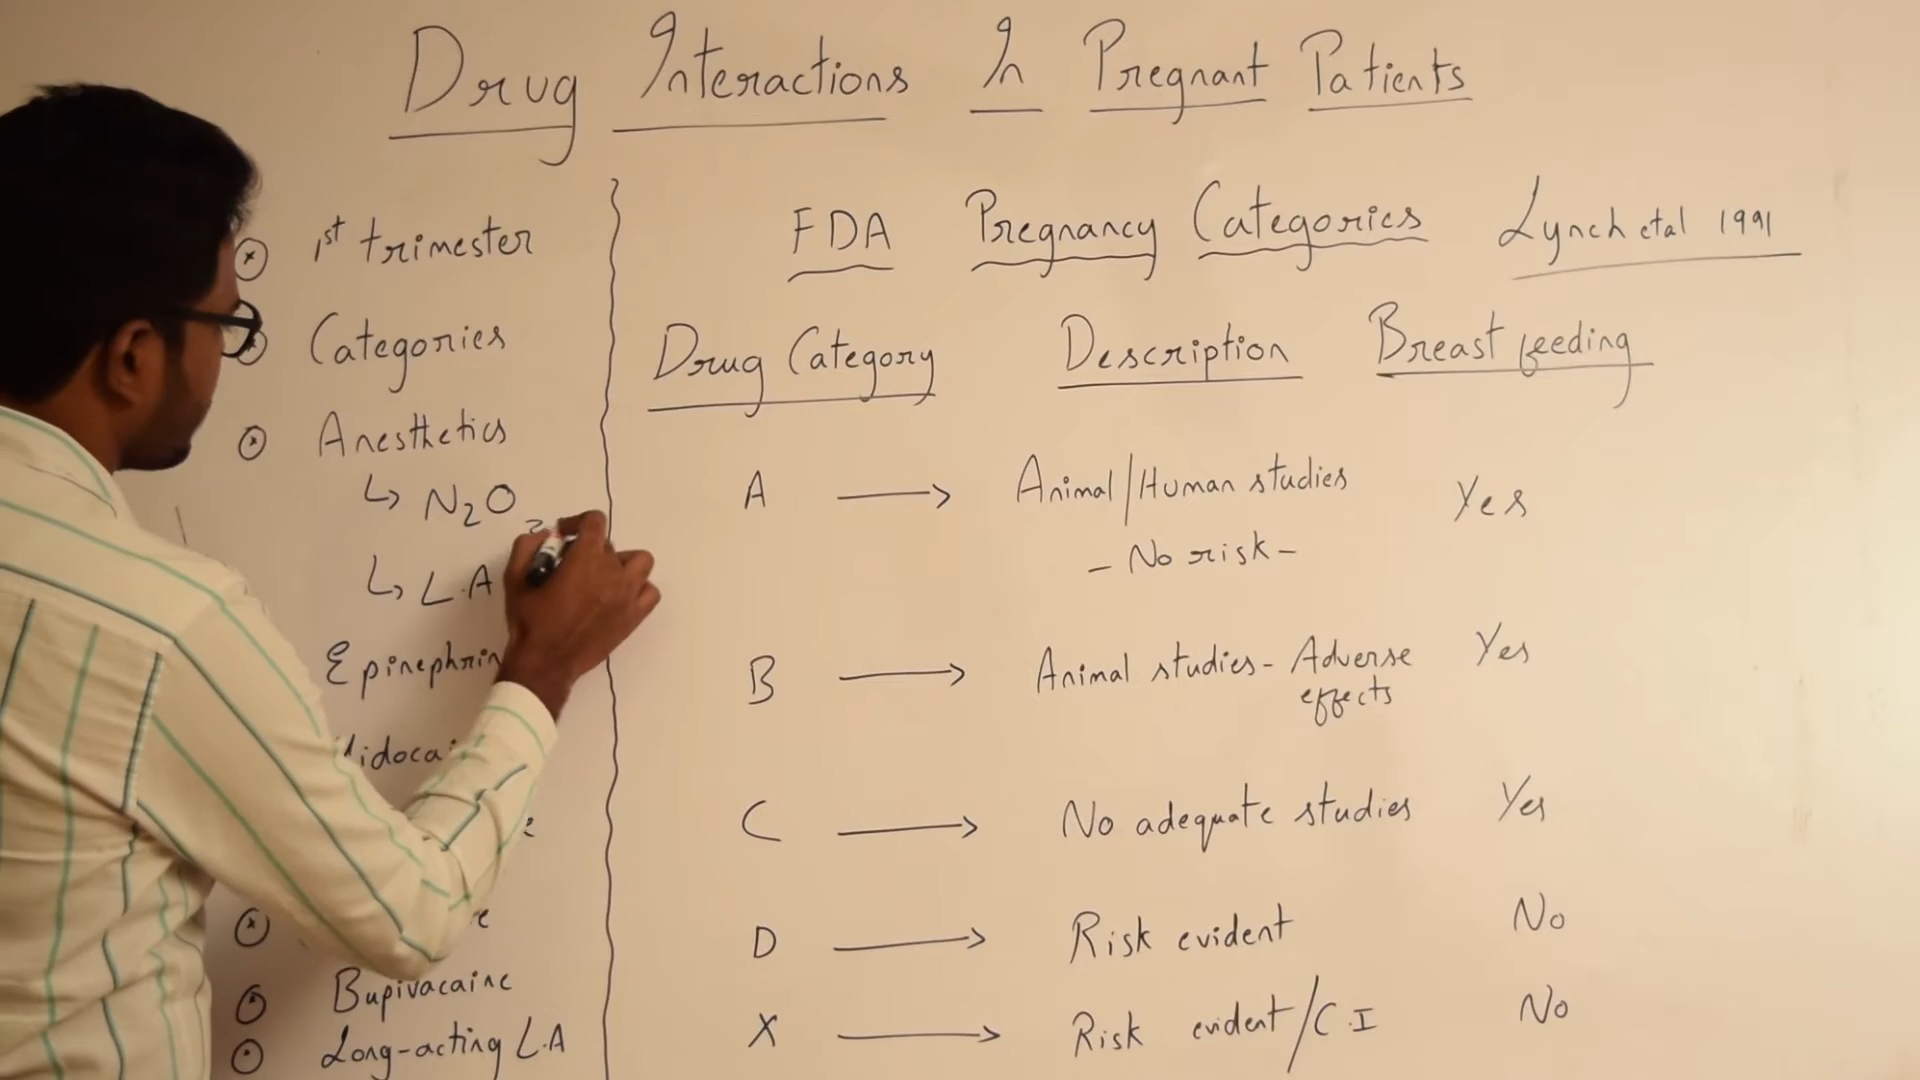 Drug Interactions In Pregnant Patients
1st trimester
Categories
Anesthetics
↳ N2O
↳ L.A
Bupivacaine
Long-acting L.A
FDA Pregnancy Categories Lynch etal 1991
Drug Category Description Breast feeding
A → Animal/Human studies Yes
- No risk -
B → Animal studies - Adverse Yes
effects
C → No adequate studies Yes
D → Risk evident No
X → Risk evident/C.I No